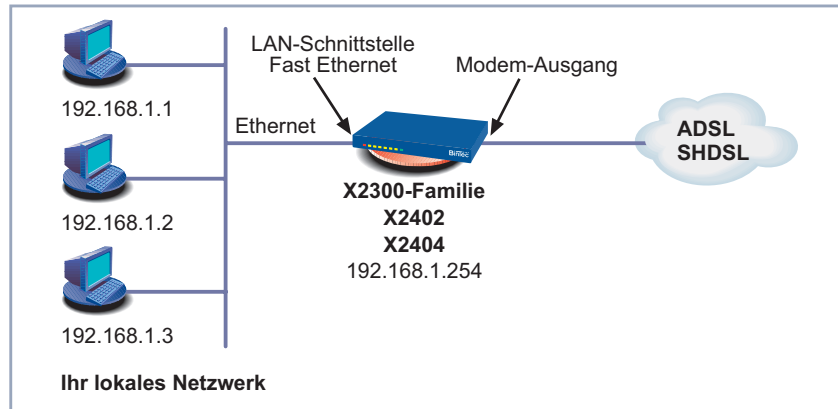 LAN-Schnittstelle
Fast Ethernet
Modem-Ausgang
192.168.1.1
Ethernet
BinTec
ADSL
SHDSL
X2300-Familie
X2402
X2404
192.168.1.254
192.168.1.2
192.168.1.3
Ihr lokales Netzwerk